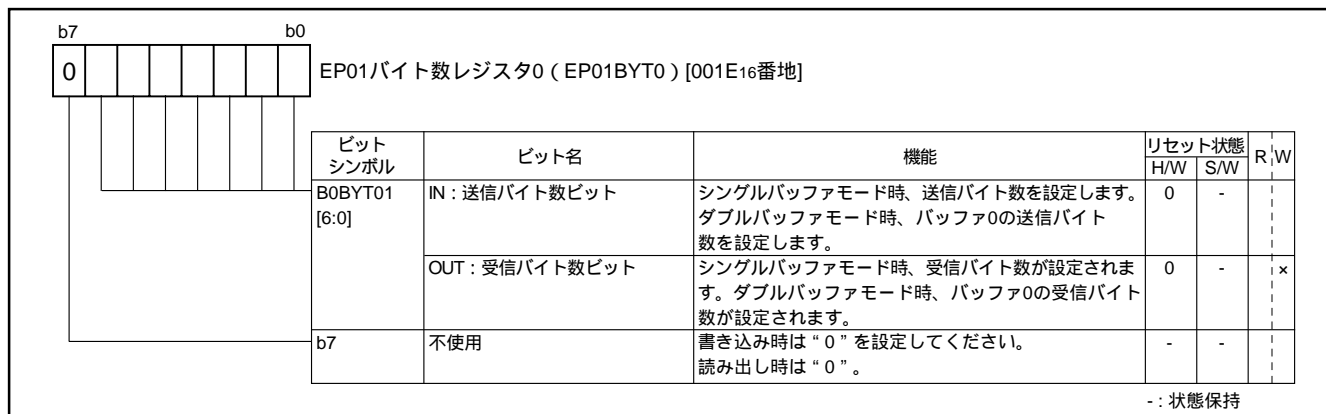 b7 b0
0 EP01バイト数レジスタ0（EP01BYT0）[001E16番地]
ビット シンボル ビット名 機能 リセット状態 H/W S/W R W
B0BYT01 [6:0] IN：送信バイト数ビット シングルバッファモード時、送信バイト数を設定します。 0 -
ダブルバッファモード時、バッファ0の送信バイト
数を設定します。
OUT：受信バイト数ビット シングルバッファモード時、受信バイト数が設定されま 0 - ×
す。ダブルバッファモード時、バッファ0の受信バイト
数が設定されます。
b7 不使用 書き込み時は“0”を設定してください。 - -
読み出し時は“0”。
-：状態保持